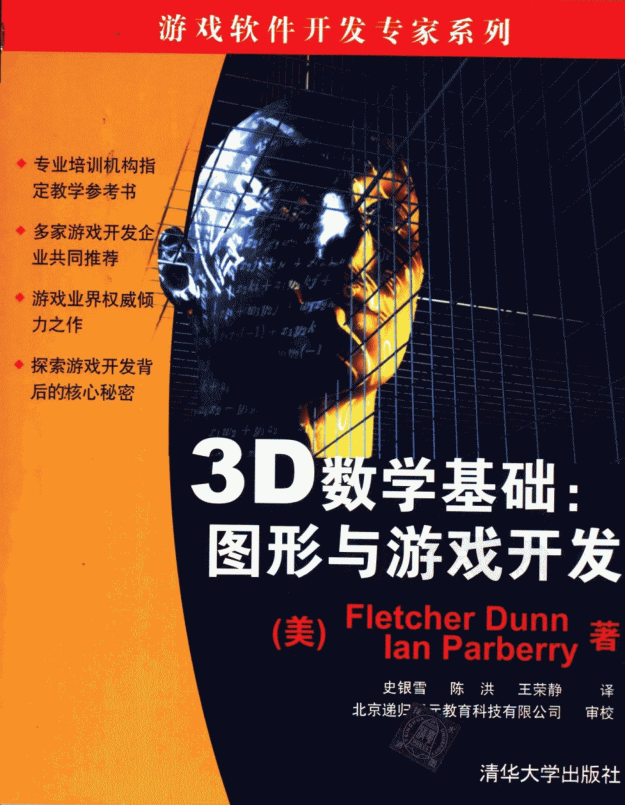 游戏软件开发专家系列
专业培训机构指
定教学参考书
多家游戏开发企
业共同推荐
游戏业界权威倾
力之作
探索游戏开发背
后的核心秘密
3D数学基础：
图形与游戏开发
(美) Fletcher Dunn
Ian Parberry 著
史银雪 陈 洪 王荣静 译
北京递归 元教育科技有限公司 审校
清华大学出版社